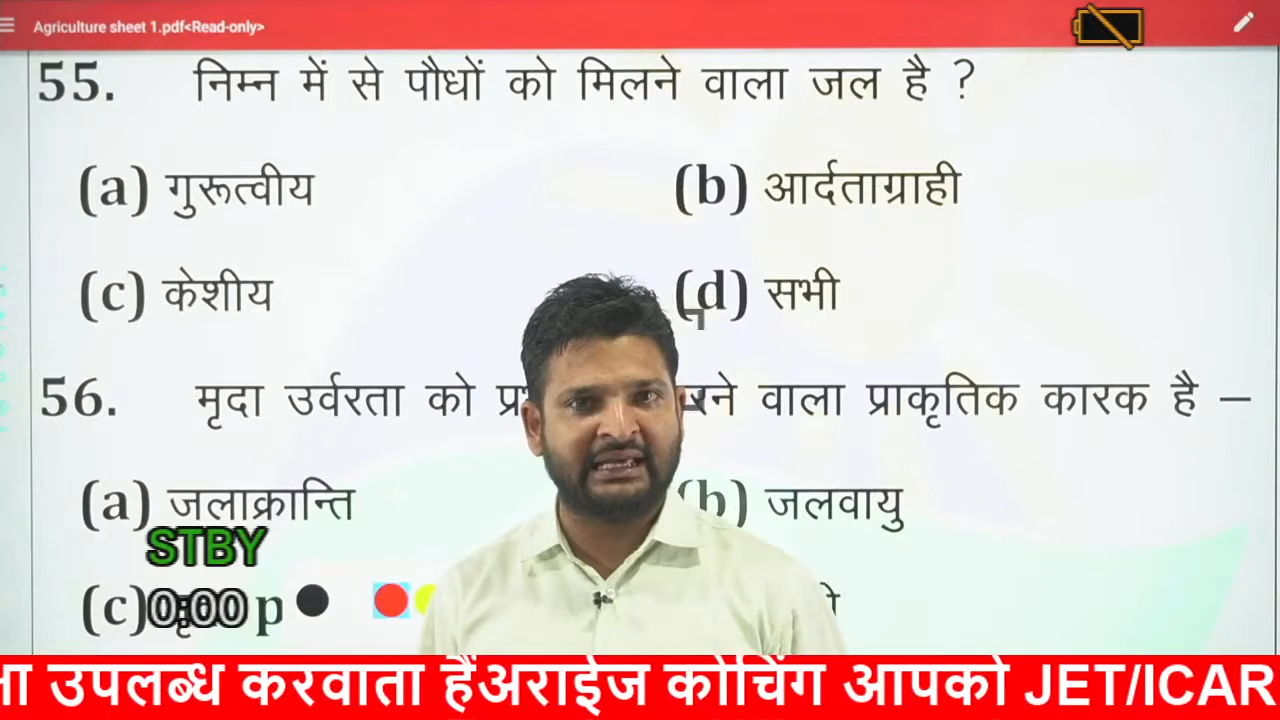 Agriculture sheet 1.pdf<Read-only>
55. निम्न में से पौधों को मिलने वाला जल है ?
(a) गुरूत्वीय (b) आर्दताग्राही
(c) केशीय (d) सभी
56. मृदा उर्वरता को वाला प्राकृतिक कारक है –
(a) जलाक्रान्ति (b) जलवायु
STBY
(c) 0:00 p
उपलब्ध करवाता हैंअराईज कोचिंग आपको JET/ICAR